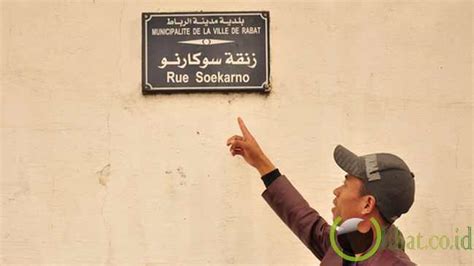 بلدية مدينة الرباط
MUNICIPALITE DE LA VILLE DE RABAT
زنقة سوكارنو
Rue Soekarno